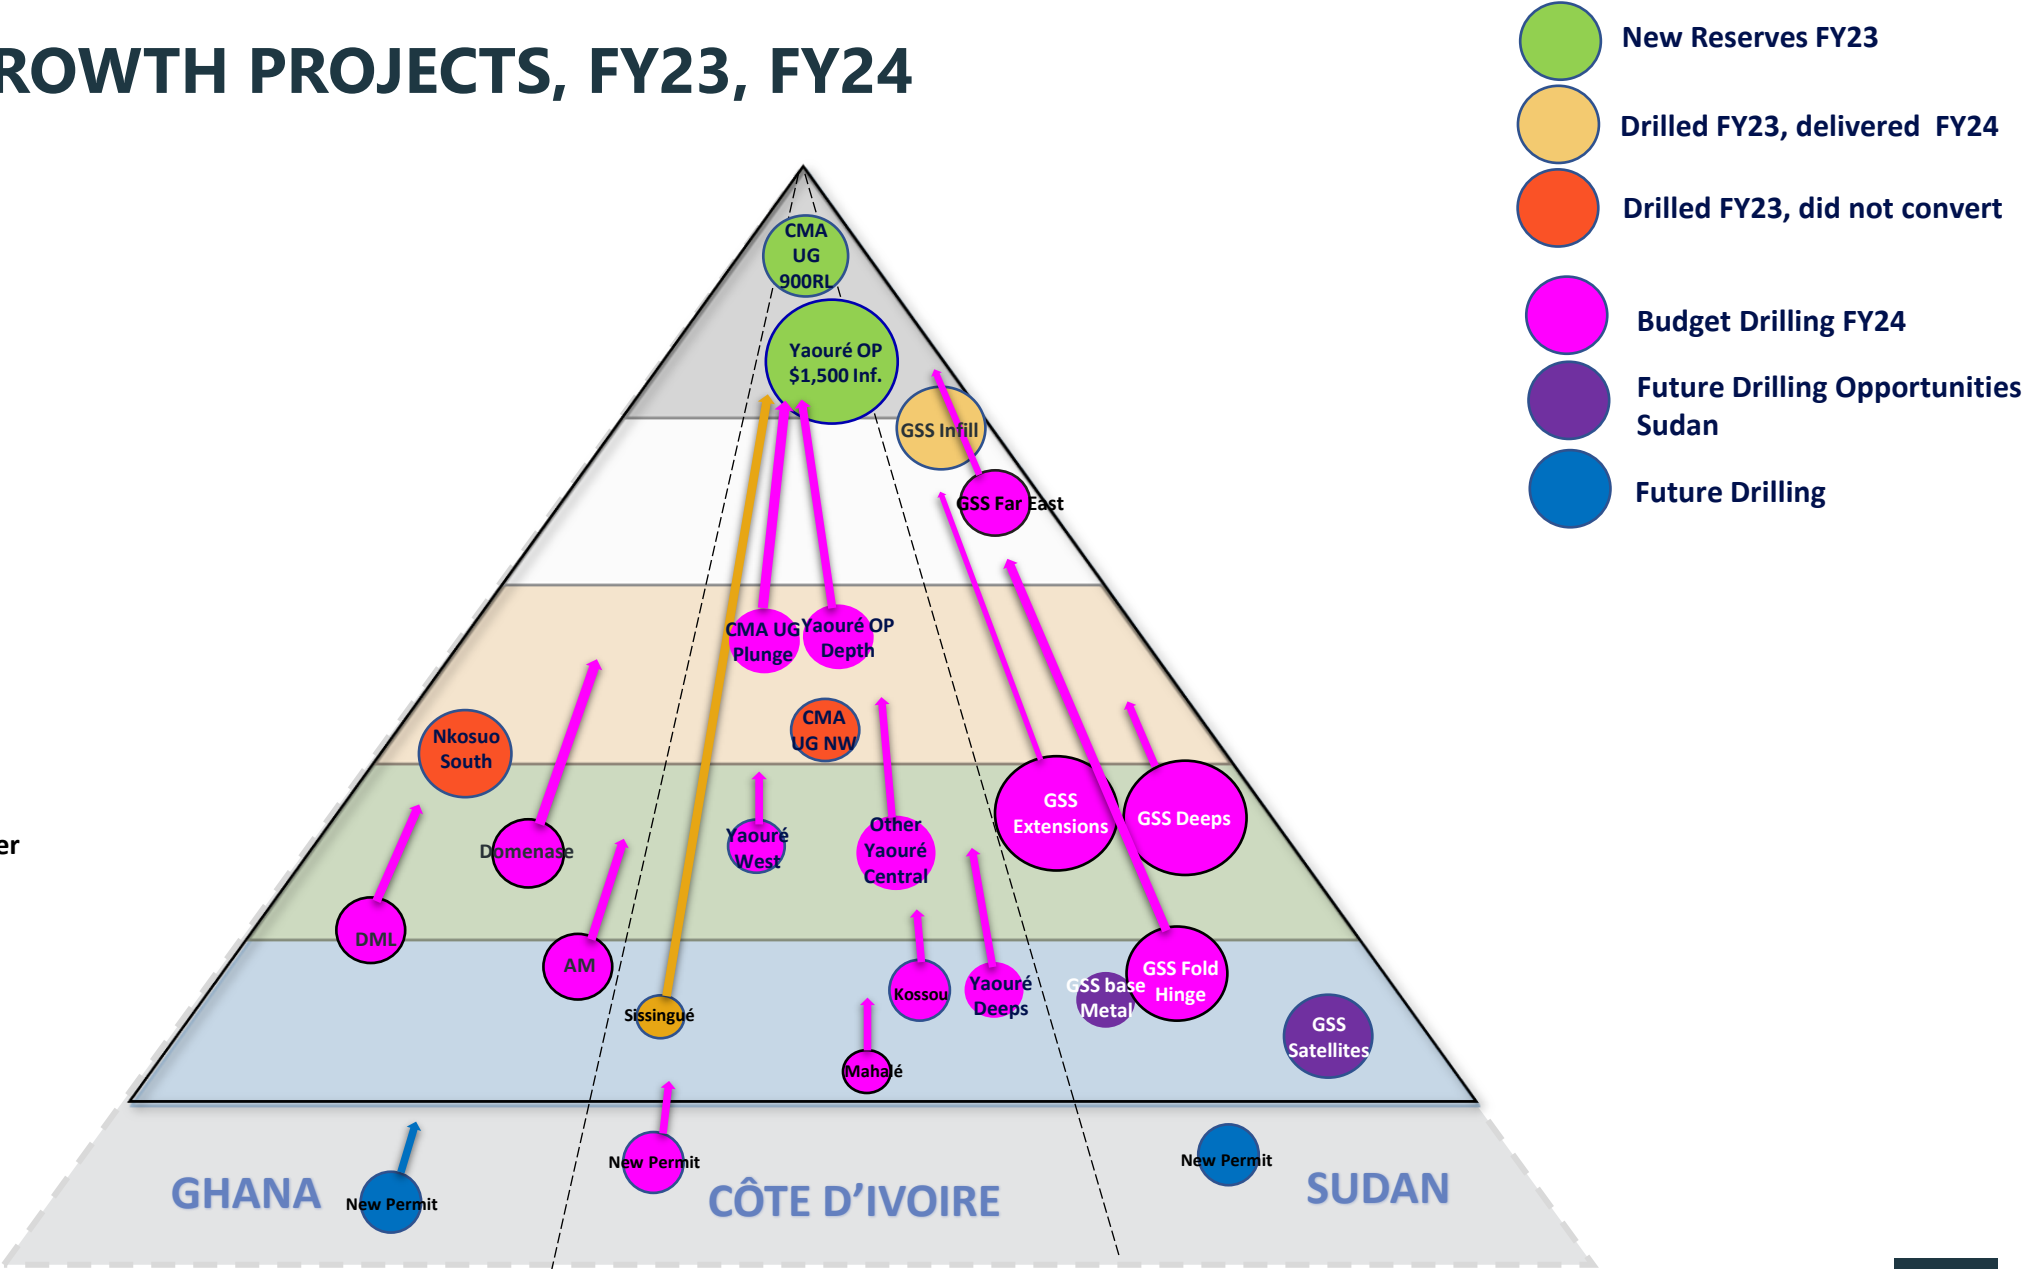 ROWTH PROJECTS, FY23, FY24
New Reserves FY23
Drilled FY23, delivered FY24
Drilled FY23, did not convert
Budget Drilling FY24
Future Drilling Opportunities
Sudan
Future Drilling
CMA
UG
900RL
Yaouré OP
$1,500 Inf.
GSS Infill
GSS Far East
CMA UG
Plunge
Yaouré OP
Depth
Nkosuo
South
CMA
UG NW
GSS
Extensions
GSS Deeps
Domenase
Yaouré
West
Other
Yaouré
Central
er
DML
AM
Sissingué
Kossou
Yaouré
Deeps
GSS base
Metal
GSS Fold
Hinge
GSS
Satellites
Mahalé
New Permit
New Permit
New Permit
GHANA
CÔTE D’IVOIRE
SUDAN